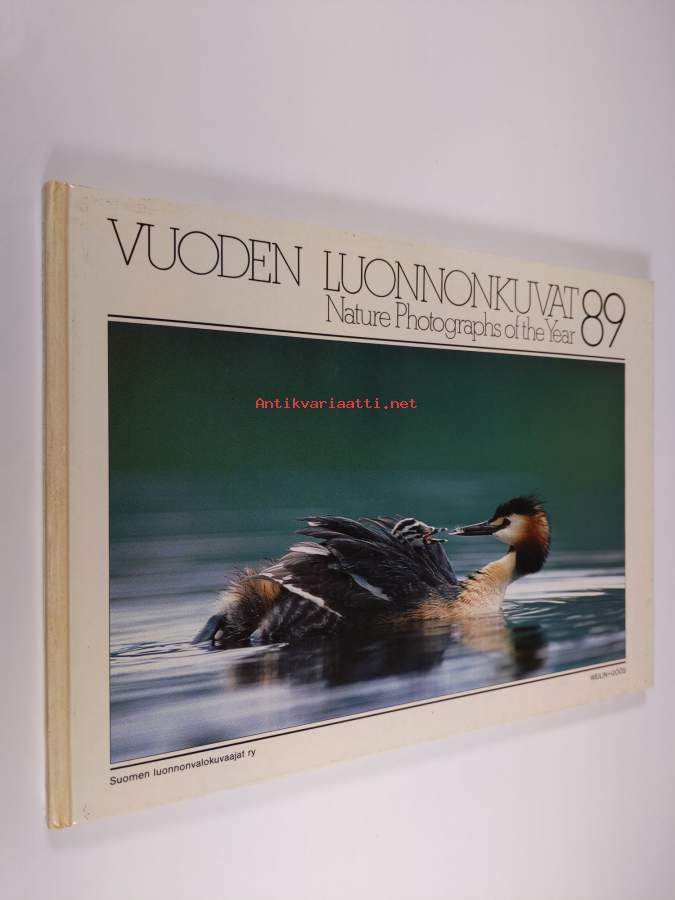 VUODEN LUONNONKUVAT 89
Nature Photographs of the Year
Antikvariaatti.net
WEILIN+GÖÖS
Suomen luonnonvalokuvaajat ry